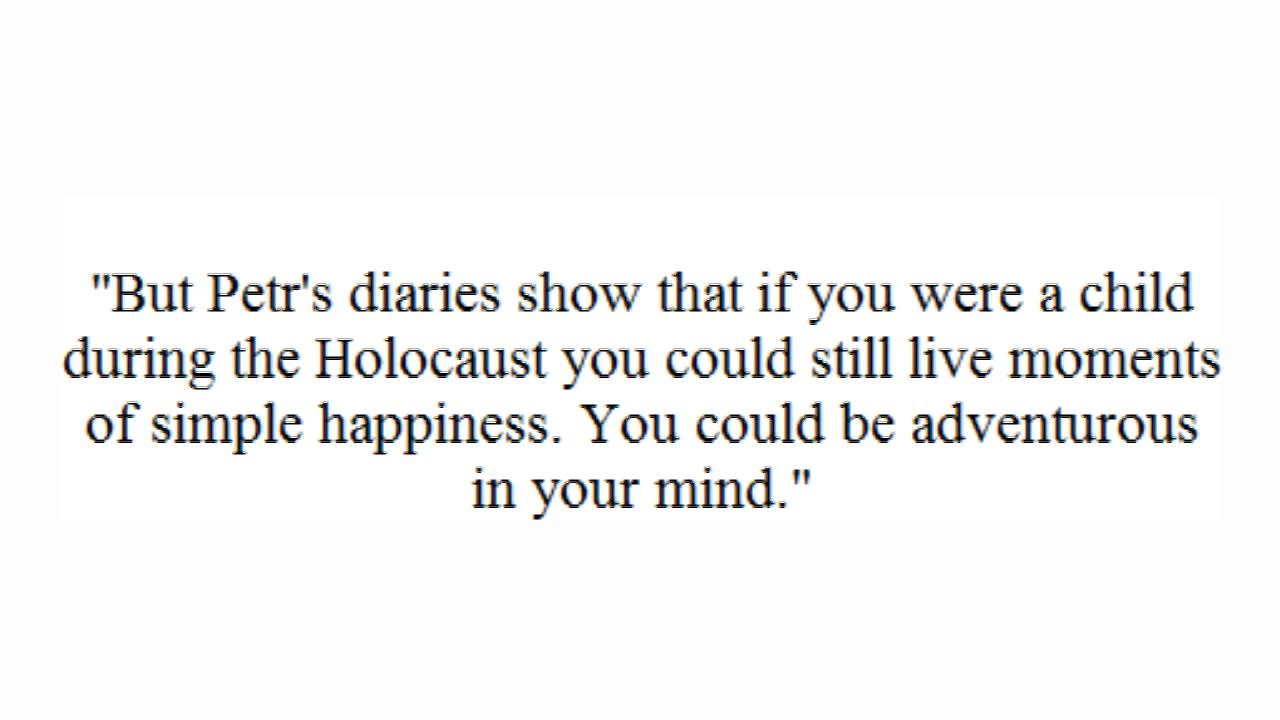 "But Petr's diaries show that if you were a child
during the Holocaust you could still live moments
of simple happiness. You could be adventurous
in your mind."